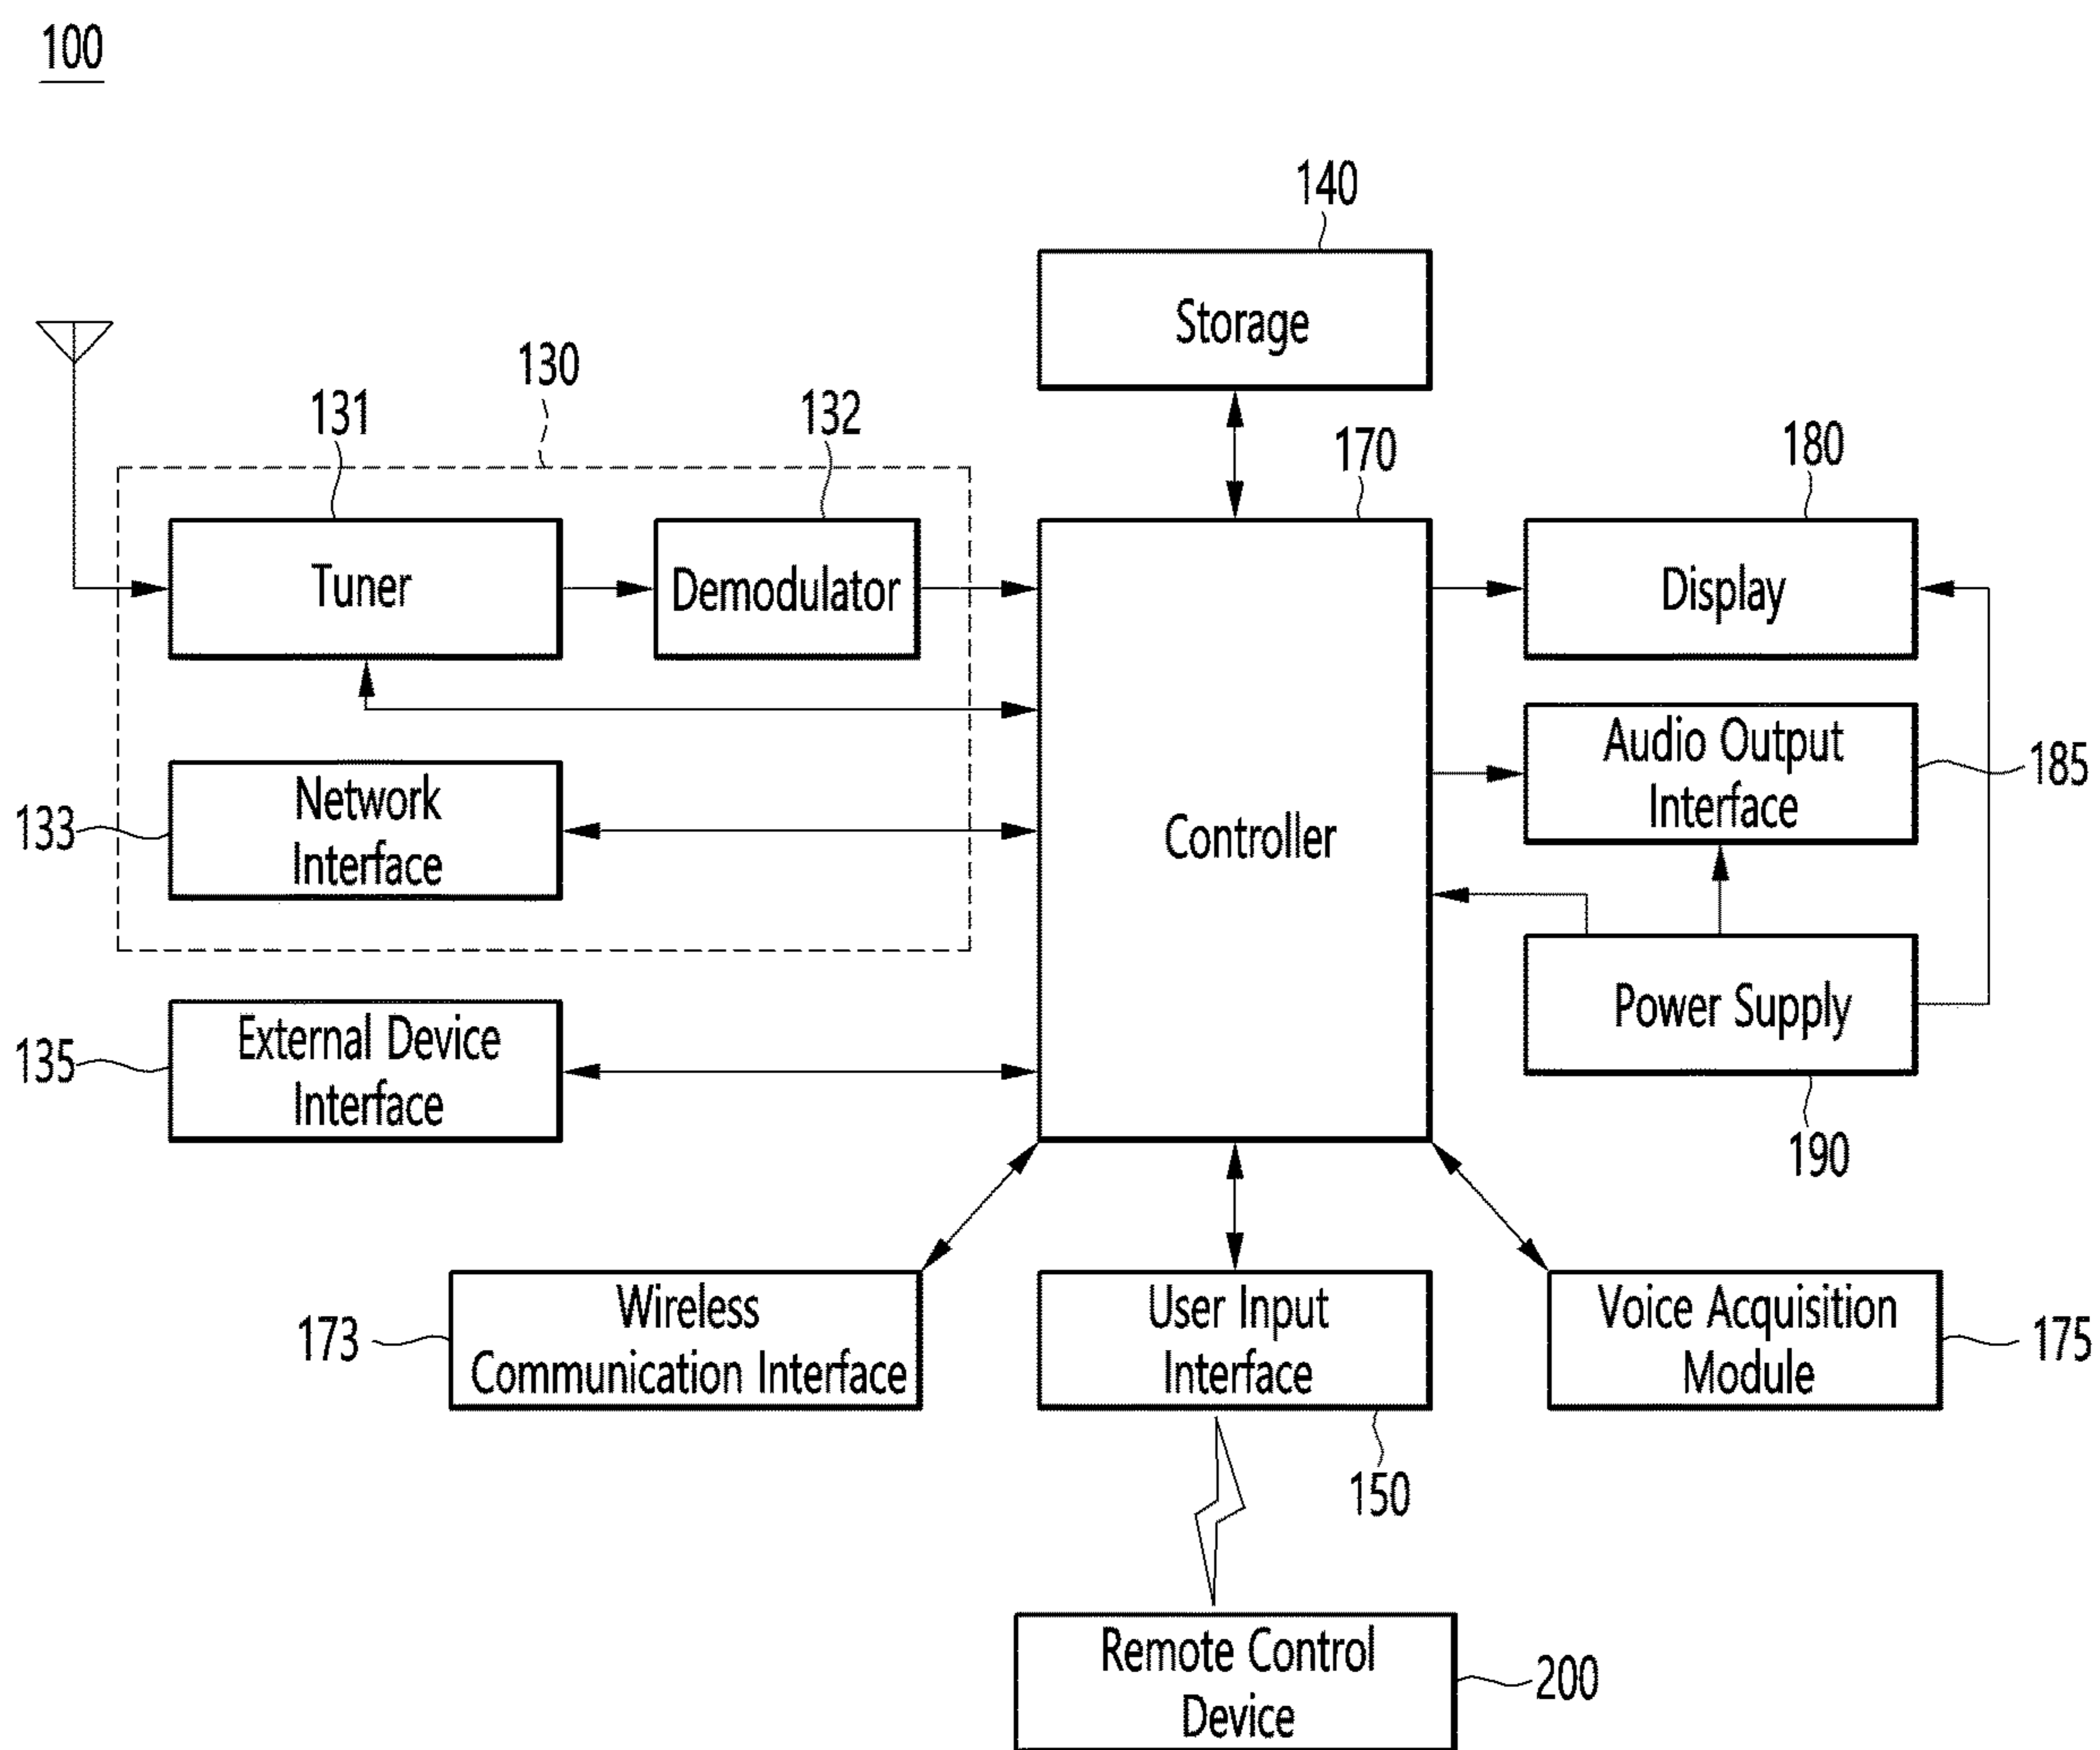 100
140
Storage
130
131
132
170
180
Tuner
Demodulator
Display
Audio Output
Interface
185
Network
Interface
133
Controller
Power Supply
190
External Device
Interface
135
Wireless
Communication Interface
173
User Input
Interface
150
Voice Acquisition
Module
175
Remote Control
Device
200